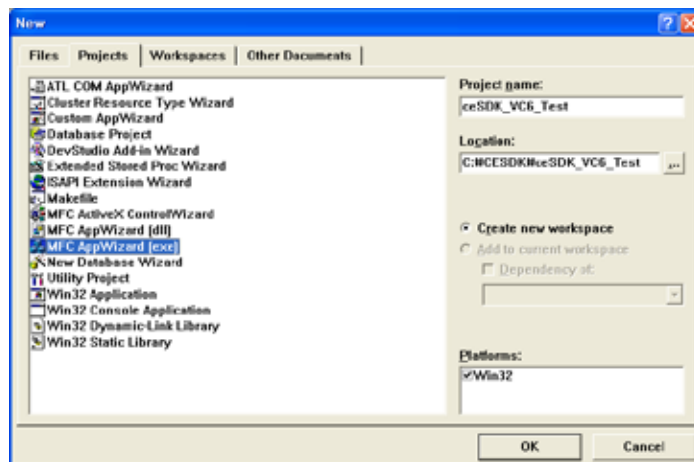 New
Files Projects Workspaces Other Documents
ATL COM AppWizard
Cluster Resource Type Wizard
Custom AppWizard
Database Project
DevStudio Add-in Wizard
Extended Stored Proc Wizard
ISAPI Extension Wizard
Makefile
MFC ActiveX ControlWizard
MFC AppWizard (dll)
MFC AppWizard (exe)
New Database Wizard
Utility Project
Win32 Application
Win32 Console Application
Win32 Dynamic-Link Library
Win32 Static Library
Project name:
ceSDK_VC6_Test
Location:
C:₩CESDK₩ceSDK_VC6_Test ...
Create new workspace
Add to current workspace
Dependency of:
Platforms:
Win32
OK Cancel